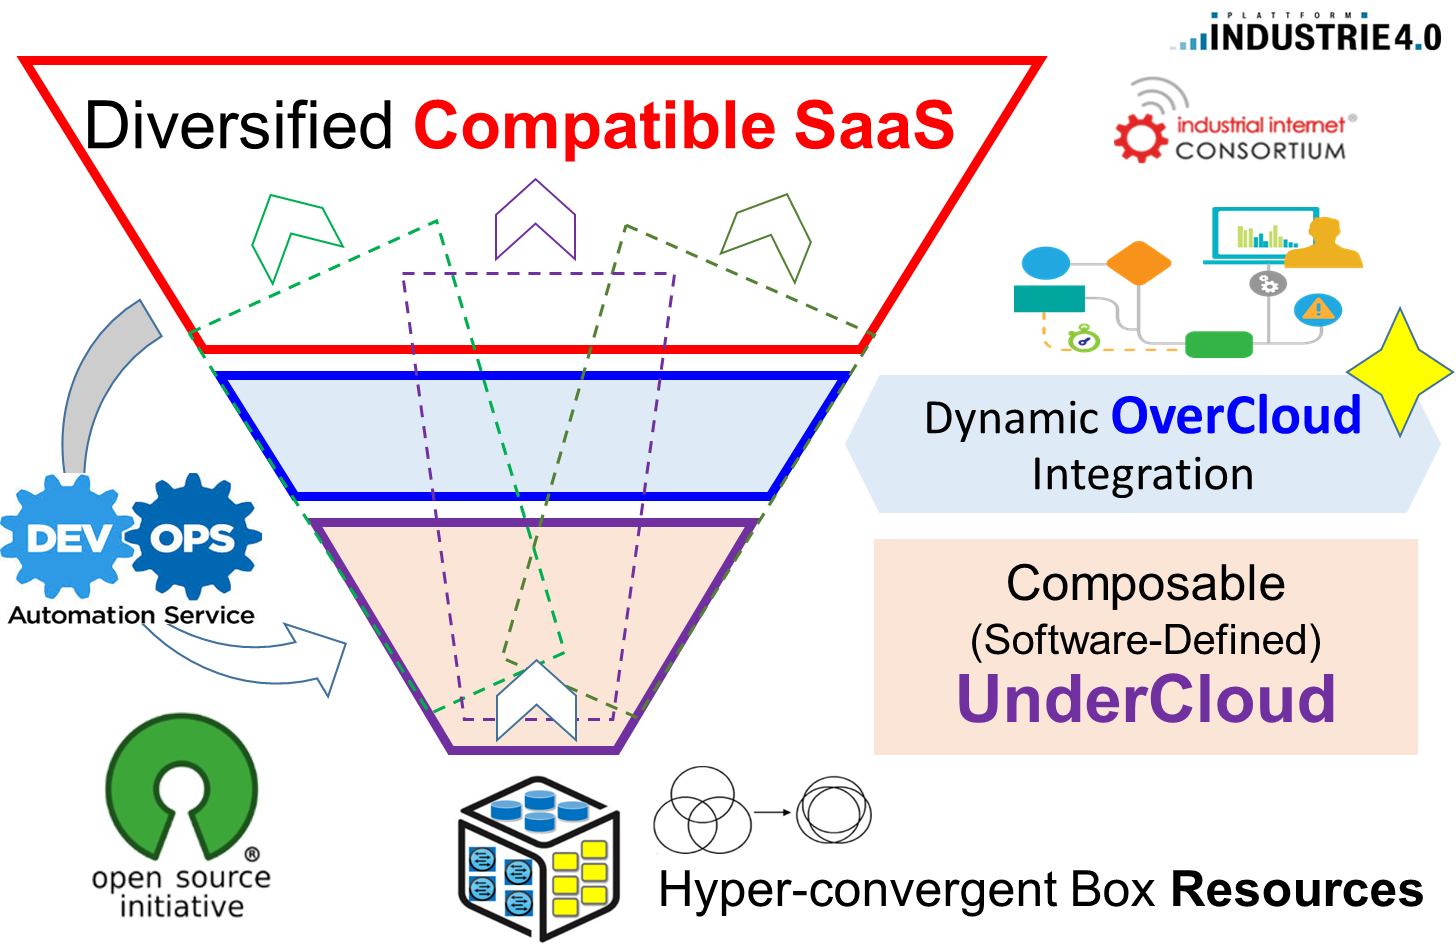 PLATTFORM
INDUSTRIE4.0
Diversified Compatible SaaS
industrial internet®
CONSORTIUM
Dynamic OverCloud
Integration
DEV OPS
Automation Service
Composable
(Software-Defined)
UnderCloud
®
open source
initiative
Hyper-convergent Box Resources